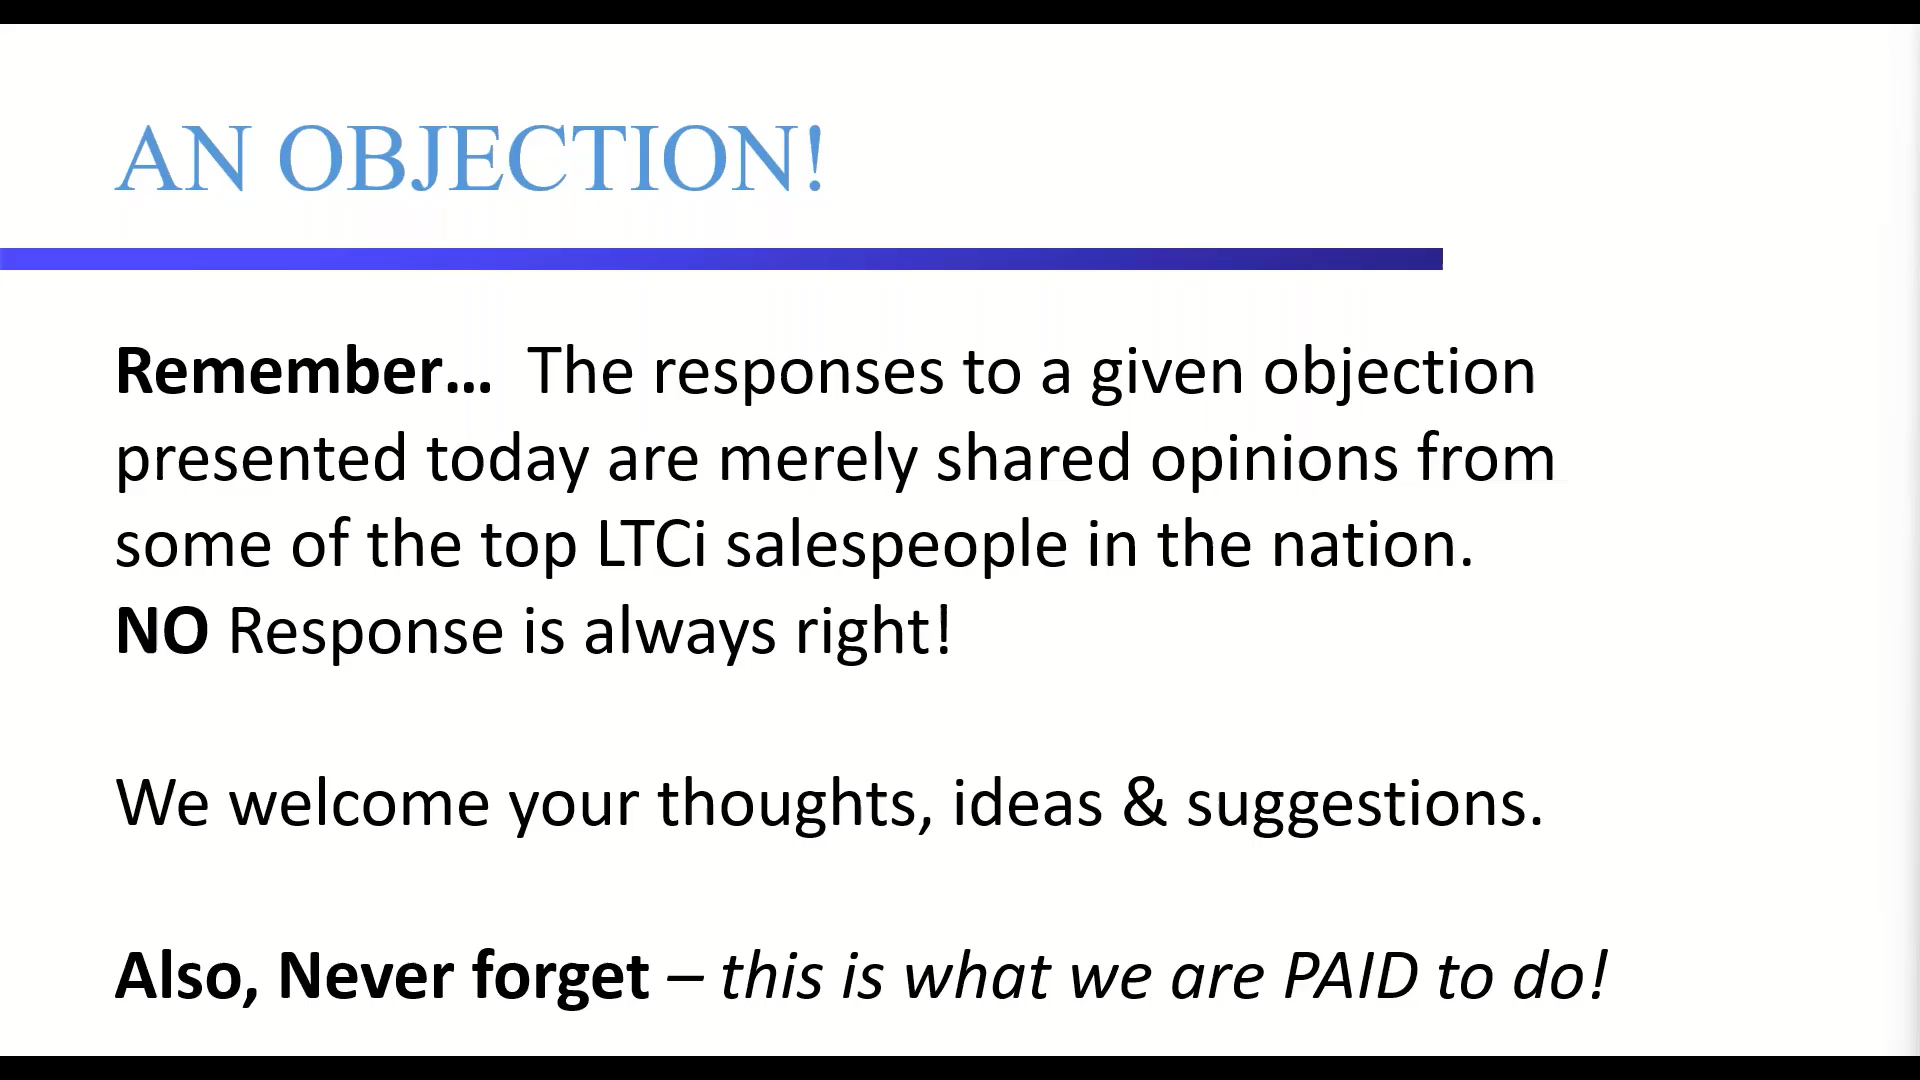 AN OBJECTION!
Remember... The responses to a given objection
presented today are merely shared opinions from
some of the top LTCi salespeople in the nation.
NO Response is always right!
We welcome your thoughts, ideas & suggestions.
Also, Never forget – this is what we are PAID to do!